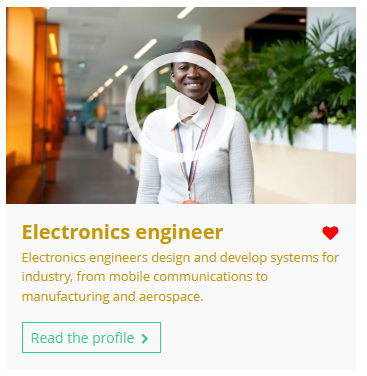 Electronics engineer
Electronics engineers design and develop systems for
industry, from mobile communications to
manufacturing and aerospace.
Read the profile